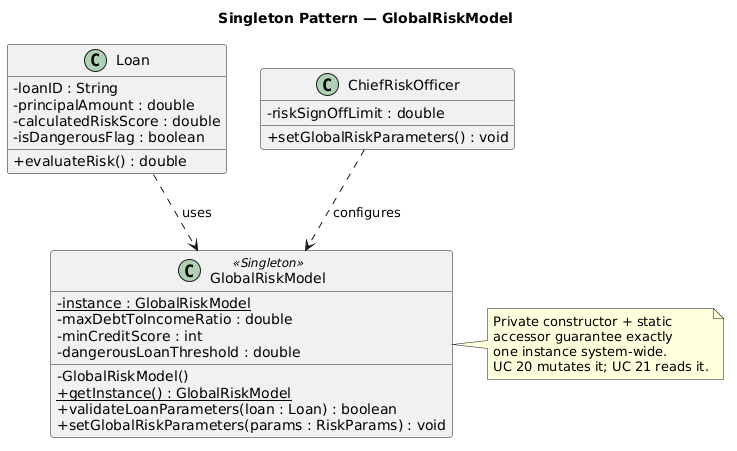 Singleton Pattern — GlobalRiskModel
C Loan
-loanID : String
-principalAmount : double
-calculatedRiskScore : double
-isDangerousFlag : boolean
+evaluateRisk() : double
C ChiefRiskOfficer
-riskSignOffLimit : double
+setGlobalRiskParameters() : void
uses
configures
C «Singleton»
GlobalRiskModel
-instance : GlobalRiskModel
-maxDebtToIncomeRatio : double
-minCreditScore : int
-dangerousLoanThreshold : double
-GlobalRiskModel()
+getInstance() : GlobalRiskModel
+validateLoanParameters(loan : Loan) : boolean
+setGlobalRiskParameters(params : RiskParams) : void
Private constructor + static
accessor guarantee exactly
one instance system-wide.
UC 20 mutates it; UC 21 reads it.